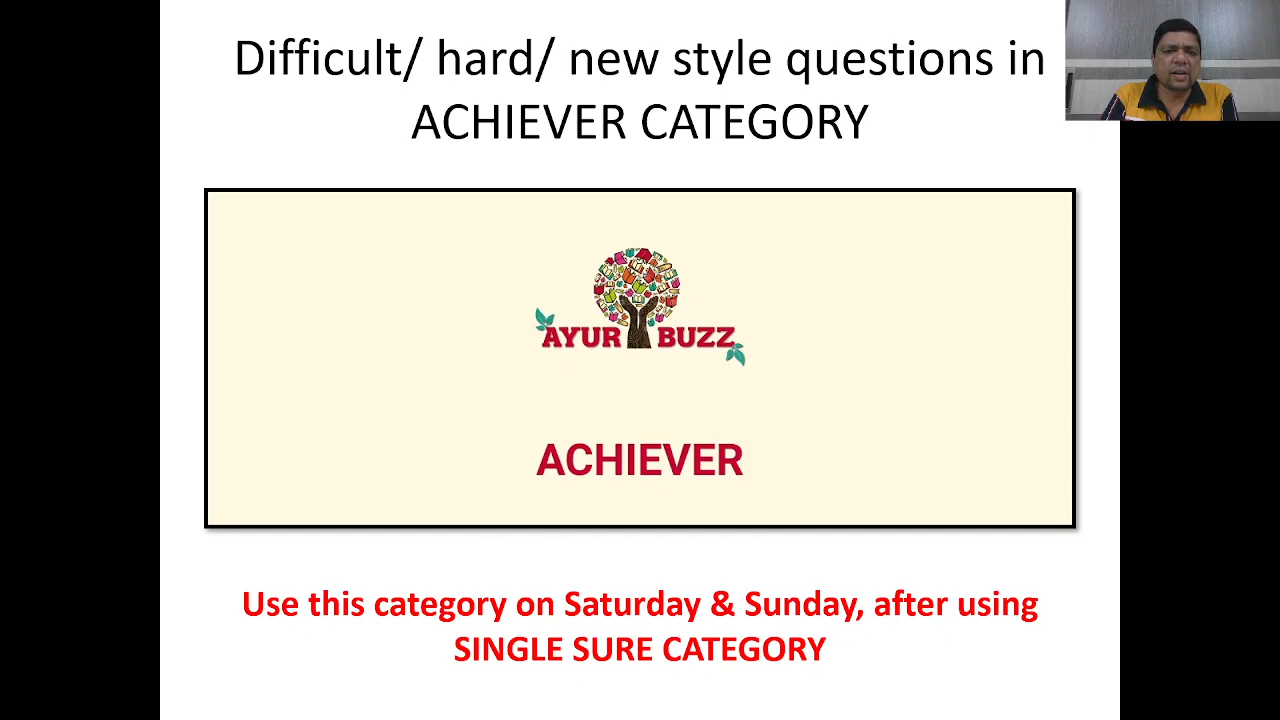 Difficult/ hard/ new style questions in
ACHIEVER CATEGORY
AYUR BUZZ
ACHIEVER
Use this category on Saturday & Sunday, after using
SINGLE SURE CATEGORY